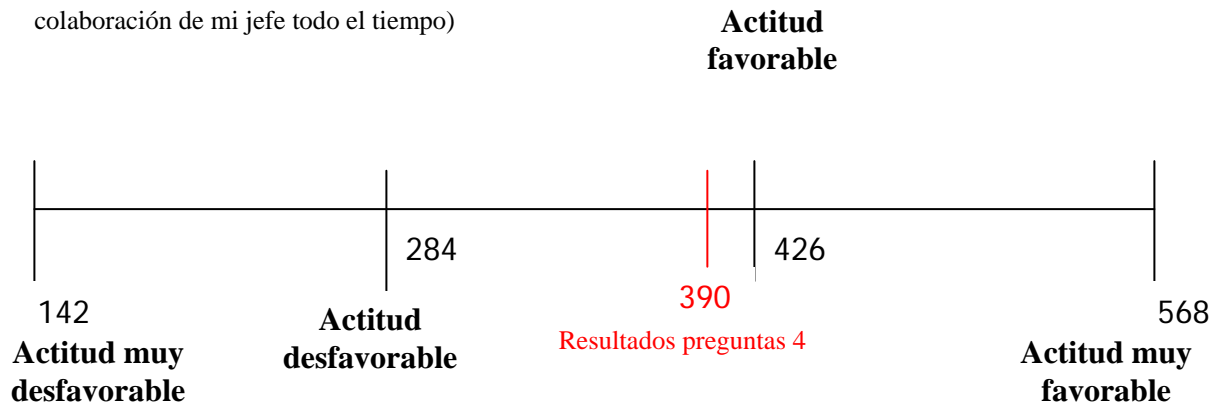 colaboración de mi jefe todo el tiempo)
Actitud
favorable
284
426
142
390
568
Actitud muy
desfavorable
Actitud
desfavorable
Resultados preguntas 4
Actitud muy
favorable